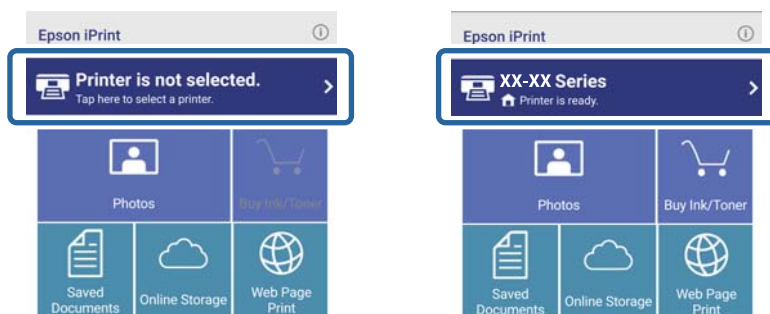 Epson iPrint
Printer is not selected.
Tap here to select a printer.
Photos
Buy Ink/Toner
Saved
Documents
Online Storage
Web Page
Print
Epson iPrint
XX-XX Series
Printer is ready.
Photos
Buy Ink/Toner
Saved
Documents
Online Storage
Web Page
Print